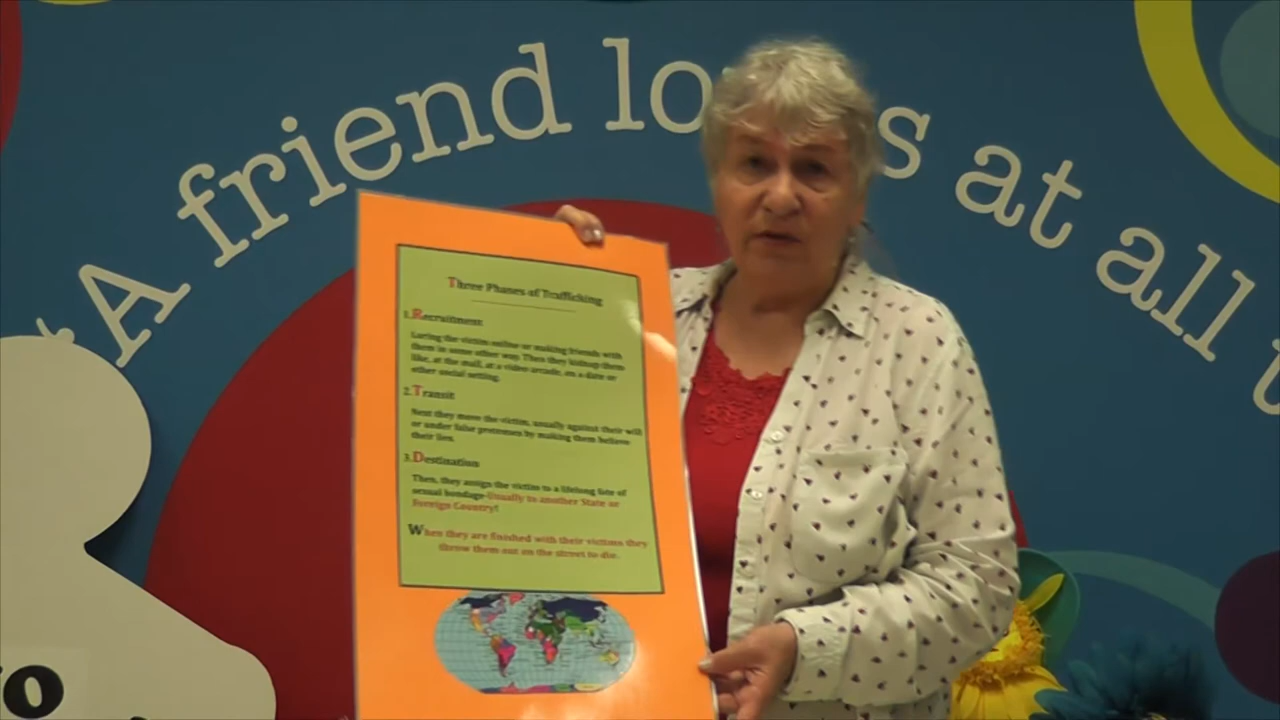 A friend lo s at all t
Three Phases of Trafficking
1.Recruitment
Luring the victim online or making friends with
them in some other way. Then they kidnap them
like, at the mall, at a video arcade, on a date or
other social setting.
2.Transit
Next they move the victim, usually against their will
or under false pretenses by making them believe
their lies.
3.Destination
Then, they assign the victim to a lifelong fate of
sexual bondage-Usually to another State or
Foreign Country!
When they are finished with their victims they
throw them out on the street to die.